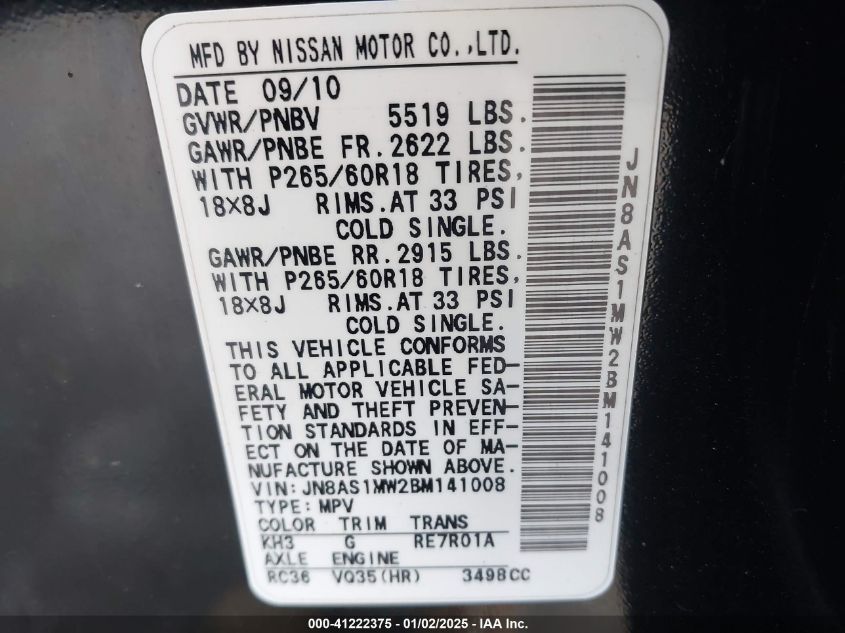 MFD BY NISSAN MOTOR CO.,LTD.
DATE 09/10
GVWR/PNBV 5519 LBS.
GAWR/PNBE FR. 2622 LBS.
WITH P265/60R18 TIRES,
18X8J RIMS. AT 33 PSI
COLD SINGLE.
GAWR/PNBE RR. 2915 LBS.
WITH P265/60R18 TIRES,
18X8J RIMS. AT 33 PSI
COLD SINGLE.
THIS VEHICLE CONFORMS
TO ALL APPLICABLE FED-
ERAL MOTOR VEHICLE SA-
FETY AND THEFT PREVEN-
TION STANDARDS IN EFF-
ECT ON THE DATE OF MA-
NUFACTURE SHOWN ABOVE.
VIN: JN8AS1MW2BM141008
TYPE: MPV
COLOR TRIM TRANS
KH3 G RE7R01A
AXLE ENGINE
RC36 VQ35(HR) 3498CC
JN8AS1MW2BM141008
000-41222375 - 01/02/2025 - IAA Inc.